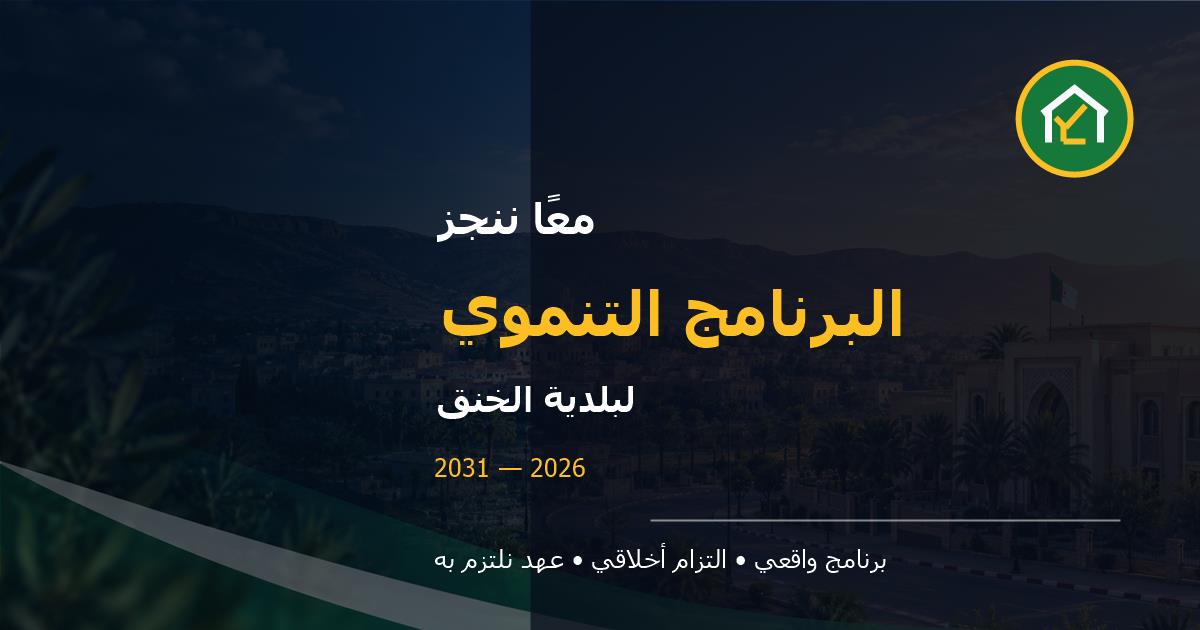 معًا ننجز
البرنامج التنموي
لبلدية الخنق
2026 — 2031
برنامج واقعي • التزام أخلاقي • عهد نلتزم به